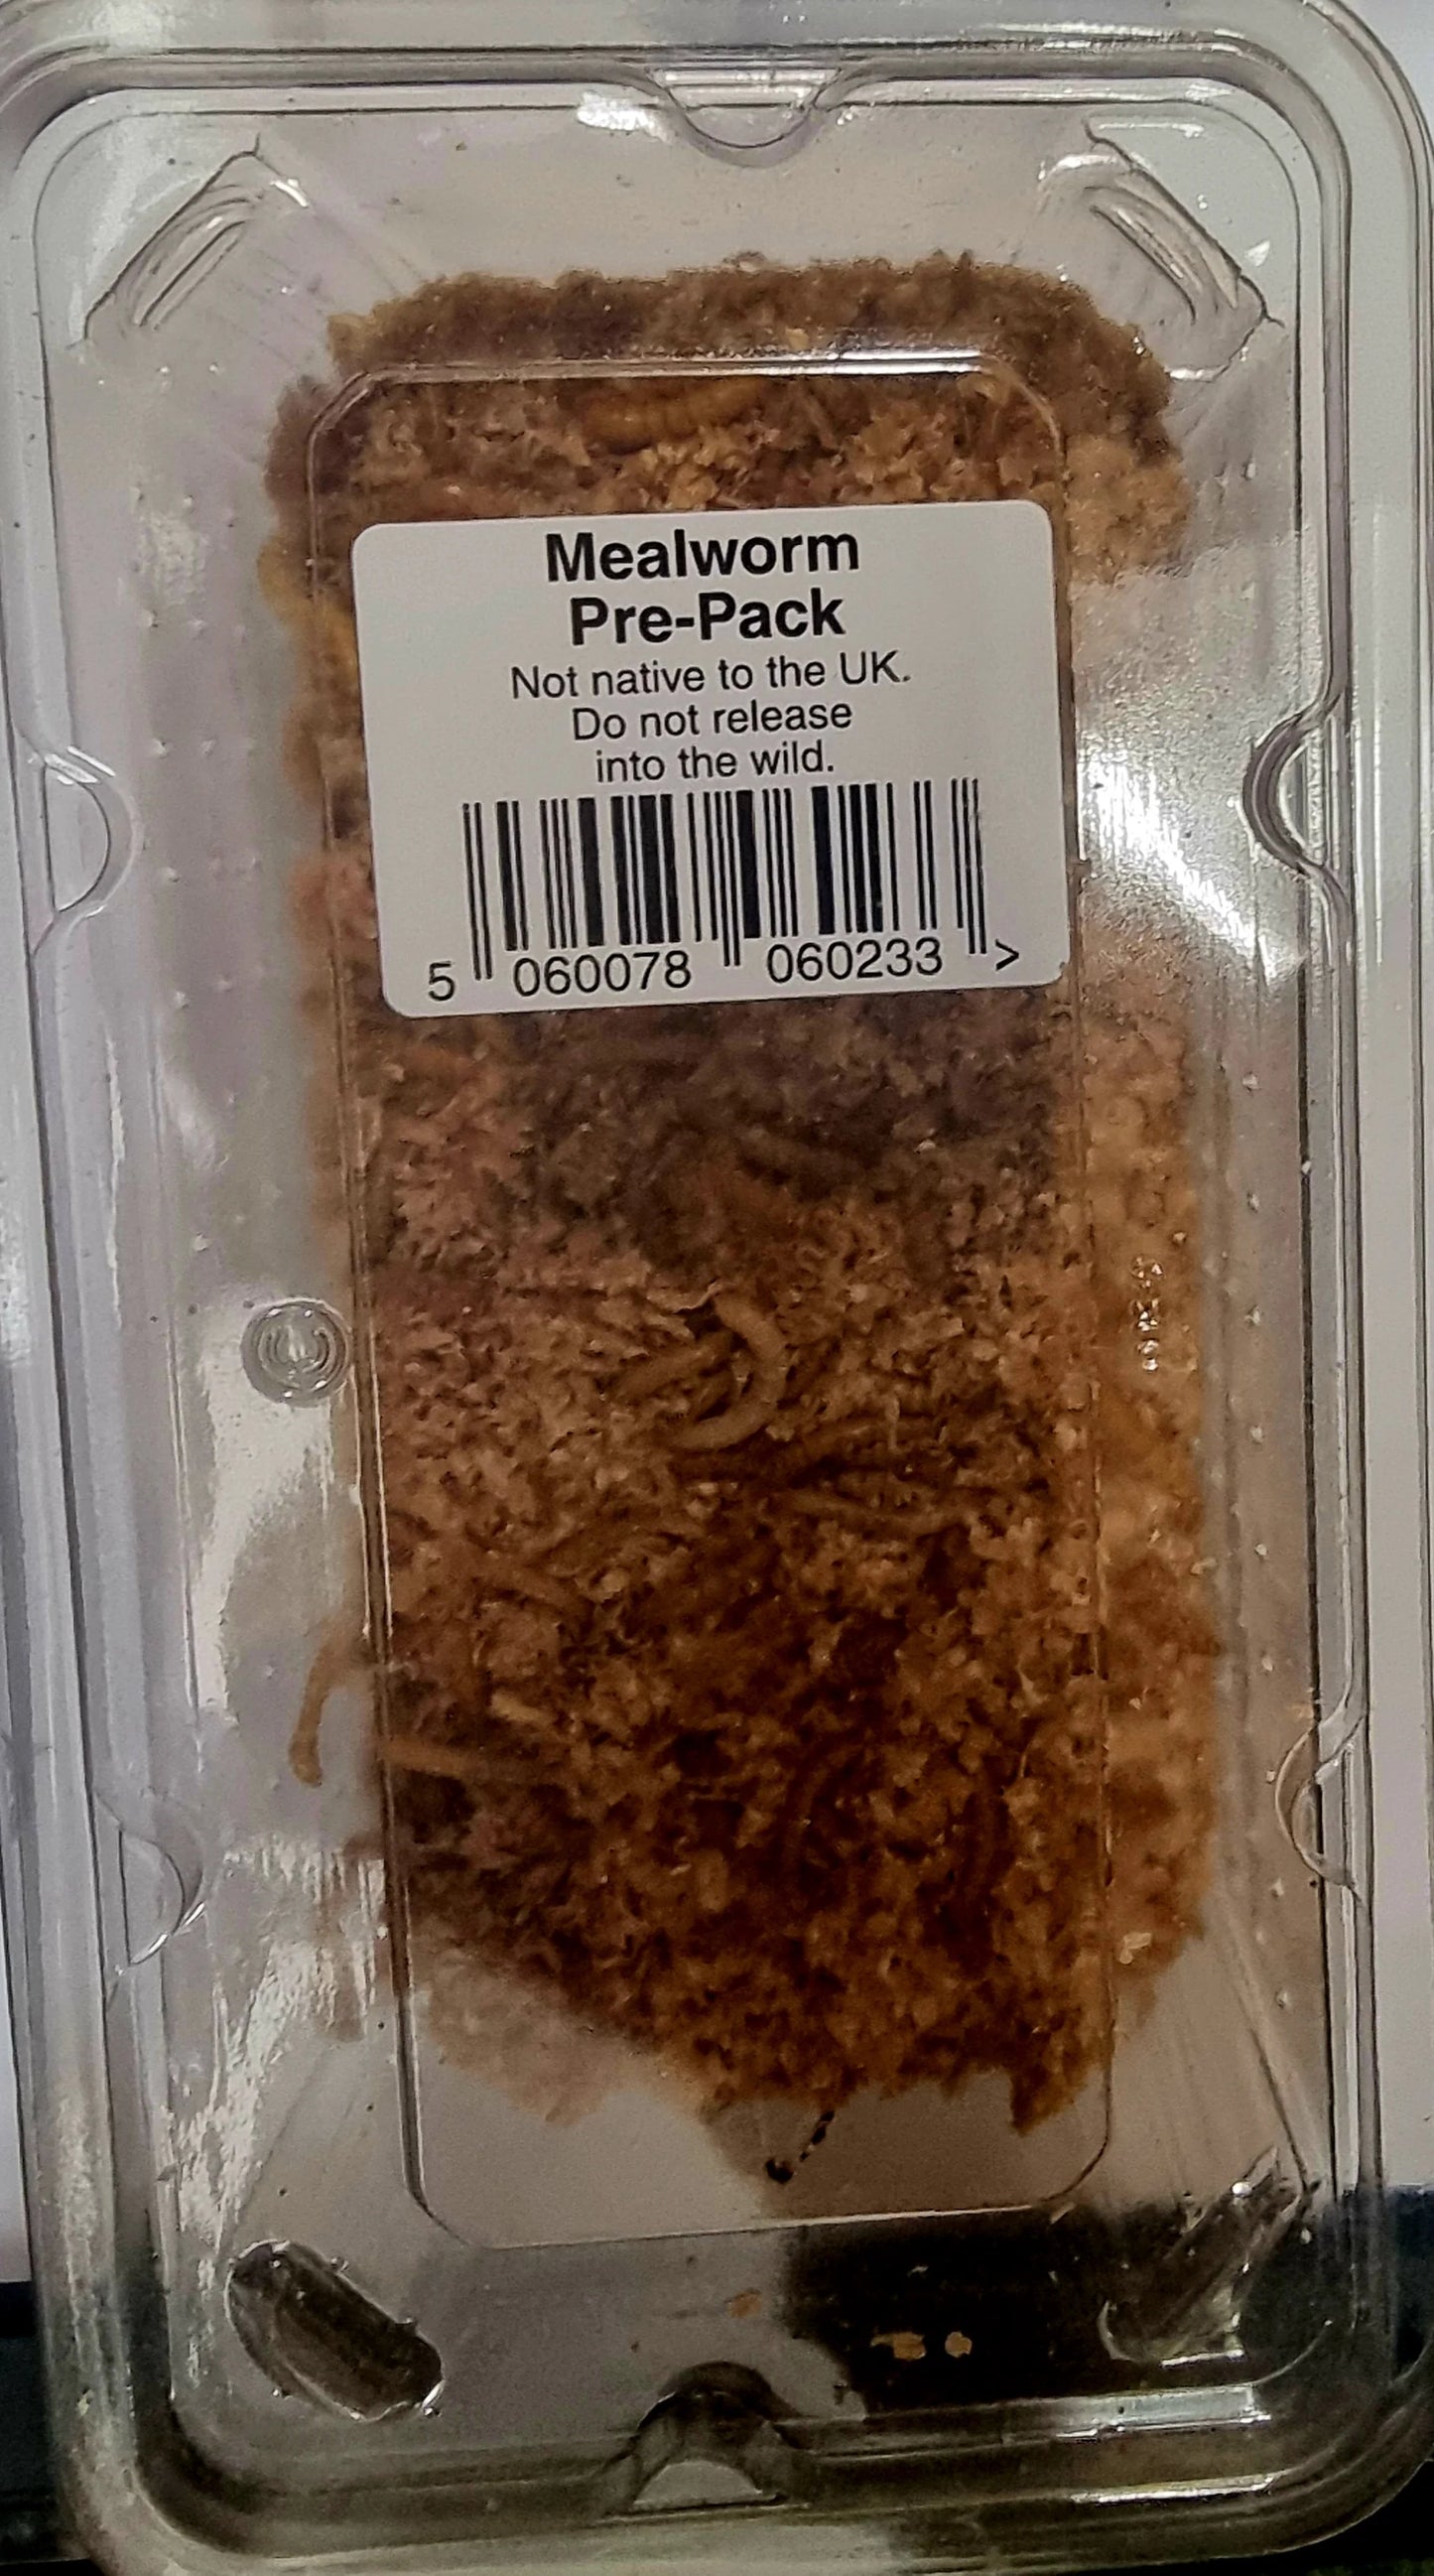 Mealworm
Pre-Pack
Not native to the UK.
Do not release
into the wild.
5 060078 060233 >